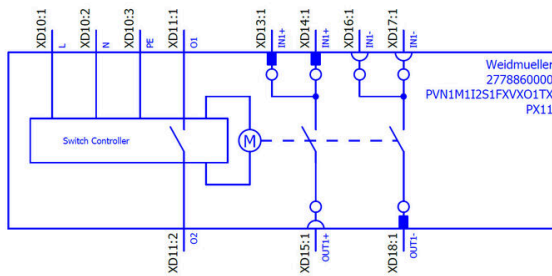 XD10:1
L
XD10:2
N
XD10:3
PE
XD11:1
O1
XD13:1
IN1+
XD14:1
IN1+
XD16:1
IN1-
XD17:1
IN1-
Weidmueller
2778860000
PVN1M1I2S1FXVXO1TX
PX11
Switch Controller
M
XD11:2
O2
XD15:1
OUT1+
XD18:1
OUT1-